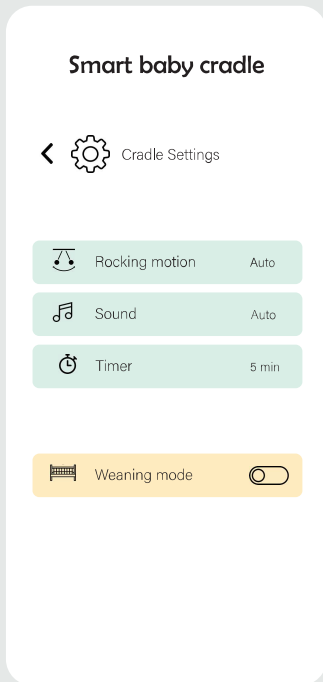 Smart baby cradle
Cradle Settings
Rocking motion Auto
Sound Auto
Timer 5 min
Weaning mode